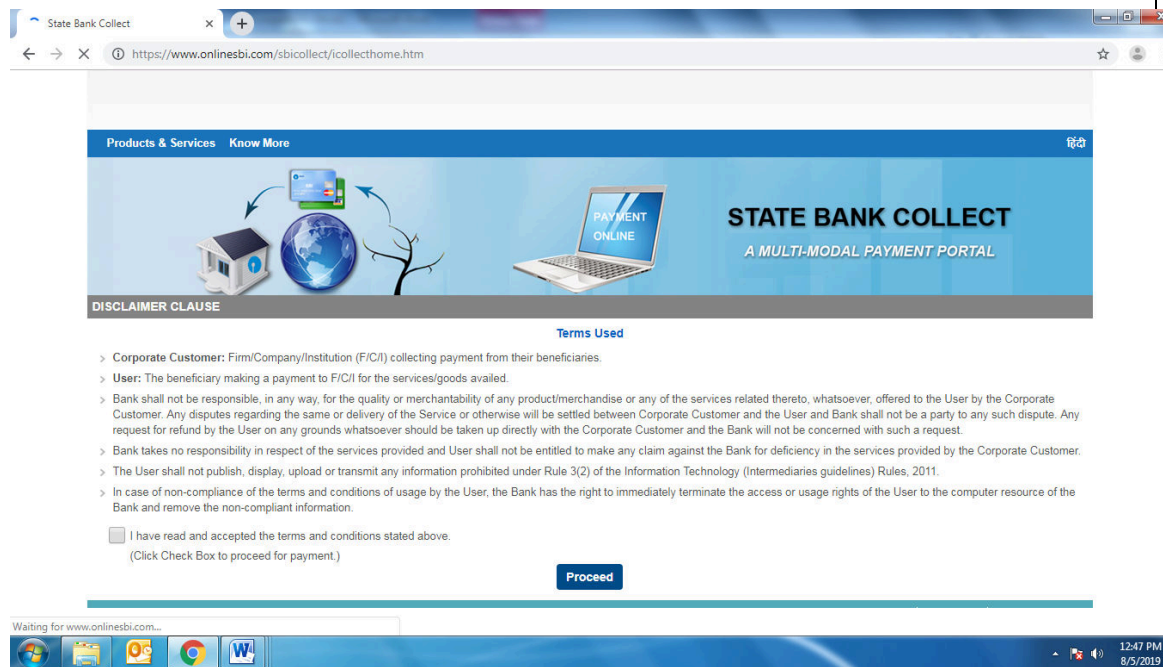 State Bank Collect
https://www.onlinesbi.com/sbicollect/icollecthome.htm
Products & Services Know More हिंदी
PAYMENT
ONLINE
STATE BANK COLLECT
A MULTI-MODAL PAYMENT PORTAL
DISCLAIMER CLAUSE
Terms Used
Corporate Customer: Firm/Company/Institution (F/C/I) collecting payment from their beneficiaries.
User: The beneficiary making a payment to F/C/I for the services/goods availed.
Bank shall not be responsible, in any way, for the quality or merchantability of any product/merchandise or any of the services related thereto, whatsoever, offered to the User by the Corporate
Customer. Any disputes regarding the same or delivery of the Service or otherwise will be settled between Corporate Customer and the User and Bank shall not be a party to any such dispute. Any
request for refund by the User on any grounds whatsoever should be taken up directly with the Corporate Customer and the Bank will not be concerned with such a request.
Bank takes no responsibility in respect of the services provided and User shall not be entitled to make any claim against the Bank for deficiency in the services provided by the Corporate Customer.
The User shall not publish, display, upload or transmit any information prohibited under Rule 3(2) of the Information Technology (Intermediaries guidelines) Rules, 2011.
In case of non-compliance of the terms and conditions of usage by the User, the Bank has the right to immediately terminate the access or usage rights of the User to the computer resource of the
Bank and remove the non-compliant information.
I have read and accepted the terms and conditions stated above.
(Click Check Box to proceed for payment.)
Proceed
Waiting for www.onlinesbi.com...
12:47 PM
8/5/2019